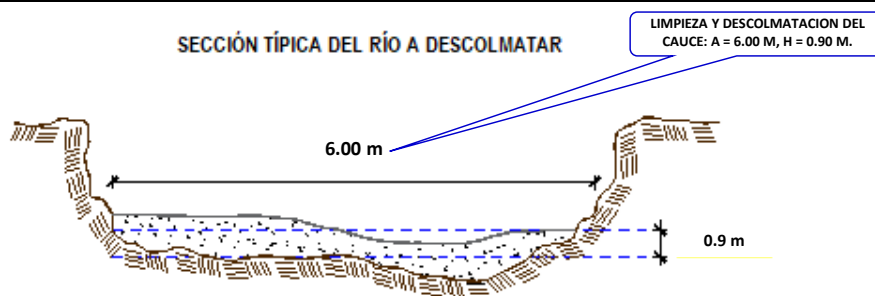 LIMPIEZA Y DESCOLMATACION DEL
CAUCE: A = 6.00 M, H = 0.90 M.
SECCIÓN TÍPICA DEL RÍO A DESCOLMATAR
6.00 m
0.9 m